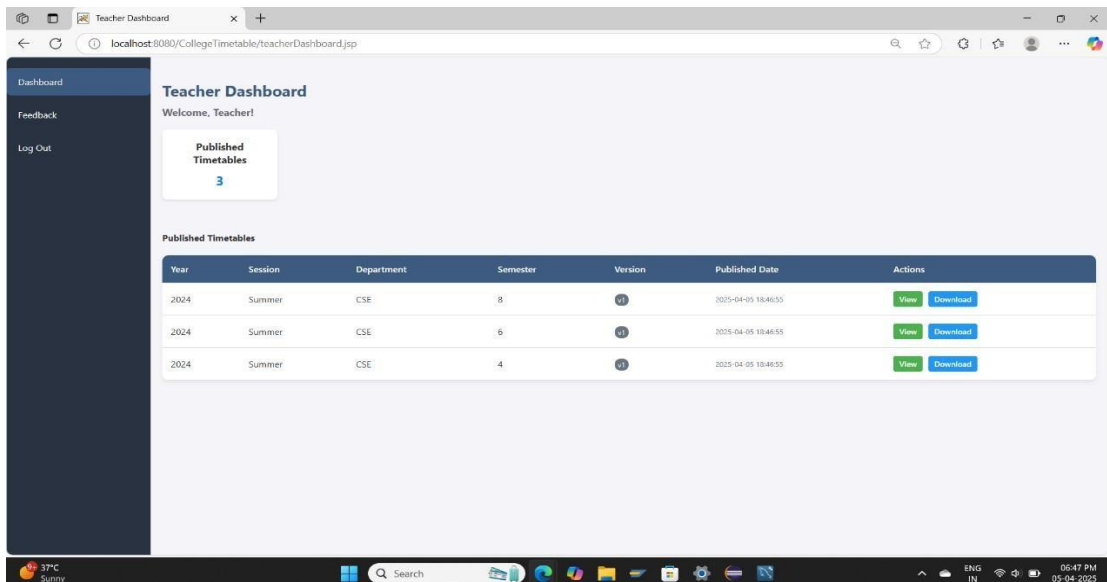 Teacher Dashboard
localhost:8080/CollegeTimetable/teacherDashboard.jsp
Dashboard
Feedback
Log Out
Teacher Dashboard
Welcome, Teacher!
Published
Timetables
3
Published Timetables
Year Session Department Semester Version Published Date Actions
2024 Summer CSE 8 v1 2025-04-05 18:46:55 View Download
2024 Summer CSE 6 v1 2025-04-05 18:46:55 View Download
2024 Summer CSE 4 v1 2025-04-05 18:46:55 View Download
9+ 37°C
Sunny
Search
ENG
IN
06:47 PM
05-04-2025